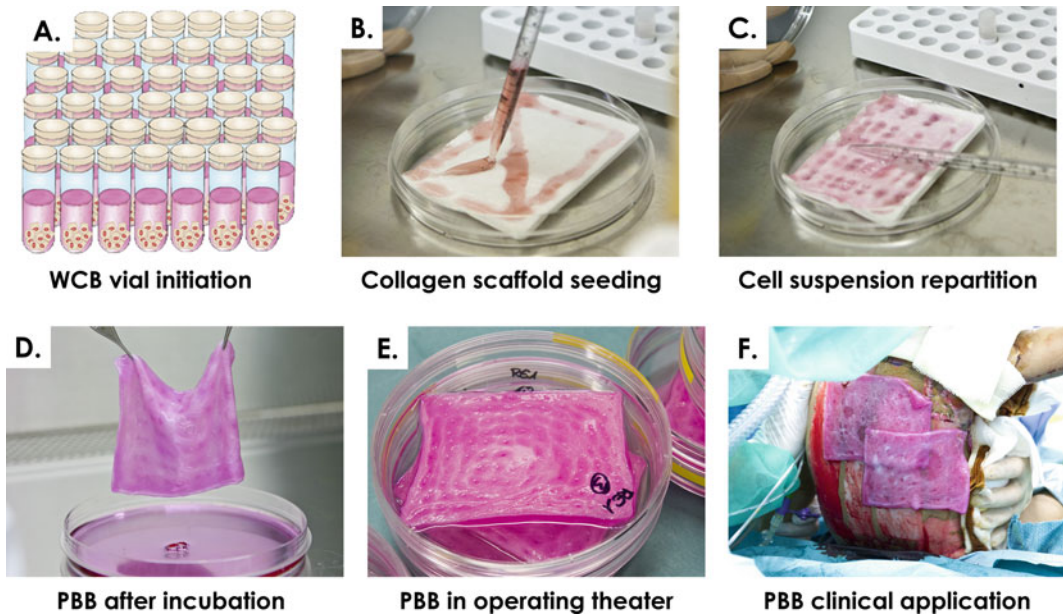 A.
B.
C.
WCB vial initiation
Collagen scaffold seeding
Cell suspension repartition
D.
E.
F.
PBB after incubation
PBB in operating theater
PBB clinical application